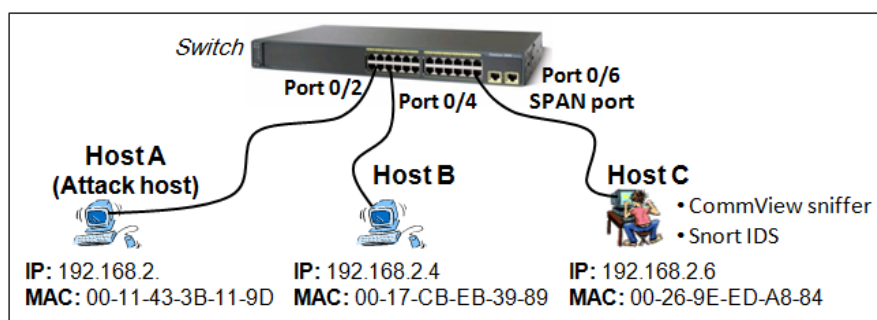 Switch
Port 0/2
Port 0/4
Port 0/6
SPAN port
Host A
(Attack host)
Host B
Host C
• CommView sniffer
• Snort IDS
IP: 192.168.2.
MAC: 00-11-43-3B-11-9D
IP: 192.168.2.4
MAC: 00-17-CB-EB-39-89
IP: 192.168.2.6
MAC: 00-26-9E-ED-A8-84